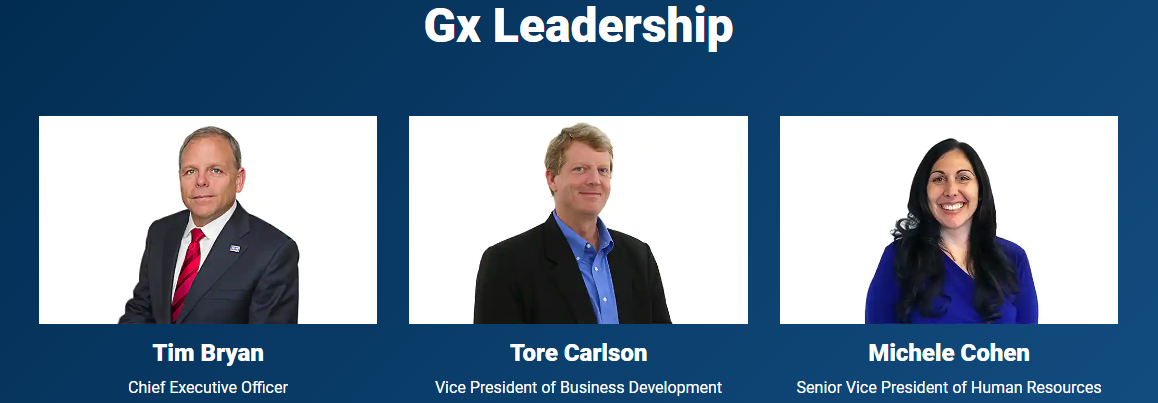 Gx Leadership
Tim Bryan
Chief Executive Officer
Tore Carlson
Vice President of Business Development
Michele Cohen
Senior Vice President of Human Resources